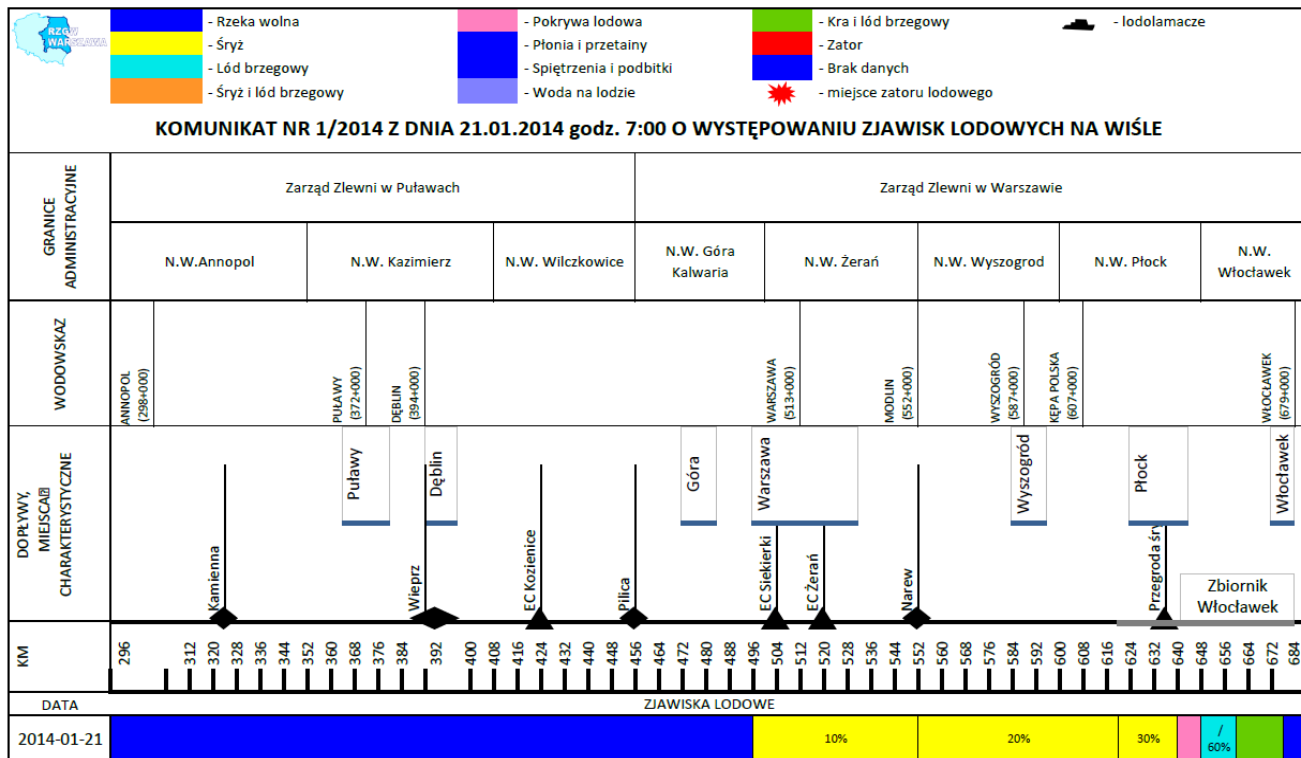 RZGW
WARSZAWA
- Rzeka wolna
- Śryż
- Lód brzegowy
- Śryż i lód brzegowy
- Pokrywa lodowa
- Płonia i przetainy
- Spiętrzenia i podbitki
- Woda na lodzie
- Kra i lód brzegowy
- Zator
- Brak danych
- miejsce zatoru lodowego
- lodolamacze
KOMUNIKAT NR 1/2014 Z DNIA 21.01.2014 godz. 7:00 O WYSTĘPOWANIU ZJAWISK LODOWYCH NA WIŚLE
GRANICE
ADMINISTRACYJNE
Zarząd Zlewni w Puławach
Zarząd Zlewni w Warszawie
N.W.Annopol
N.W. Kazimierz
N.W. Wilczkowice
N.W. Góra
Kalwaria
N.W. Żerań
N.W. Wyszogrod
N.W. Płock
N.W.
Włocławek
WODOWSKAZ
ANNOPOL
(298+000)
PUŁAWY
(372+000)
DĘBLIN
(394+000)
WARSZAWA
(513+000)
MODLIN
(552+000)
WYSZOGRÓD
(587+000)
KĘPA POLSKA
(607+000)
WŁOCŁAWEK
(679+000)
DOPŁYWY,
MIEJSCA
CHARAKTERYSTYCZNE
Kamienna
Puławy
Wieprz
Dęblin
EC Kozienice
Pilica
Góra
Warszawa
EC Siekierki
EC Żerań
Narew
Wyszogród
Płock
Przegroda śry
Włocławek
Zbiornik
Włocławek
KM
296 312 320 328 336 344 352 360 368 376 384 392 400 408 416 424 432 440 448 456 464 472 480 488 496 504 512 520 528 536 544 552 560 568 576 584 592 600 608 616 624 632 640 648 656 664 672 684
DATA
ZJAWISKA LODOWE
2014-01-21
10%
20%
30%
/
60%